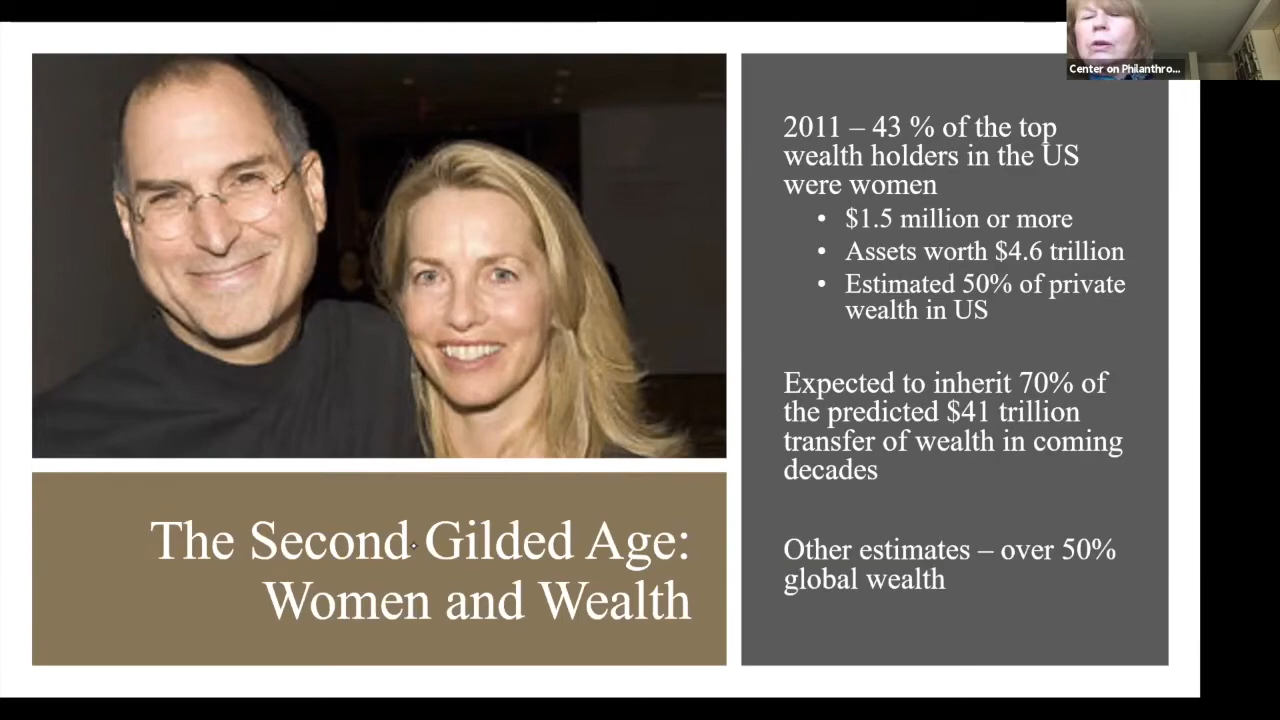 Center on Philanthro...
2011 – 43 % of the top
wealth holders in the US
were women
• $1.5 million or more
• Assets worth $4.6 trillion
• Estimated 50% of private
wealth in US
Expected to inherit 70% of
the predicted $41 trillion
transfer of wealth in coming
decades
Other estimates – over 50%
global wealth
The Second Gilded Age:
Women and Wealth